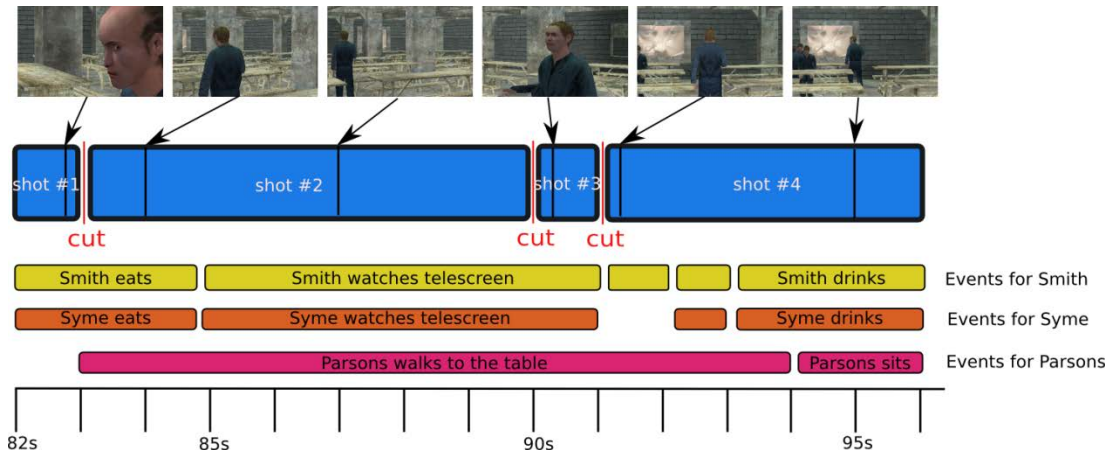 shot #1
shot #2
shot #3
shot #4
cut
cut
cut
Smith eats
Smith watches telescreen
Smith drinks
Events for Smith
Syme eats
Syme watches telescreen
Syme drinks
Events for Syme
Parsons walks to the table
Parsons sits
Events for Parsons
82s
85s
90s
95s